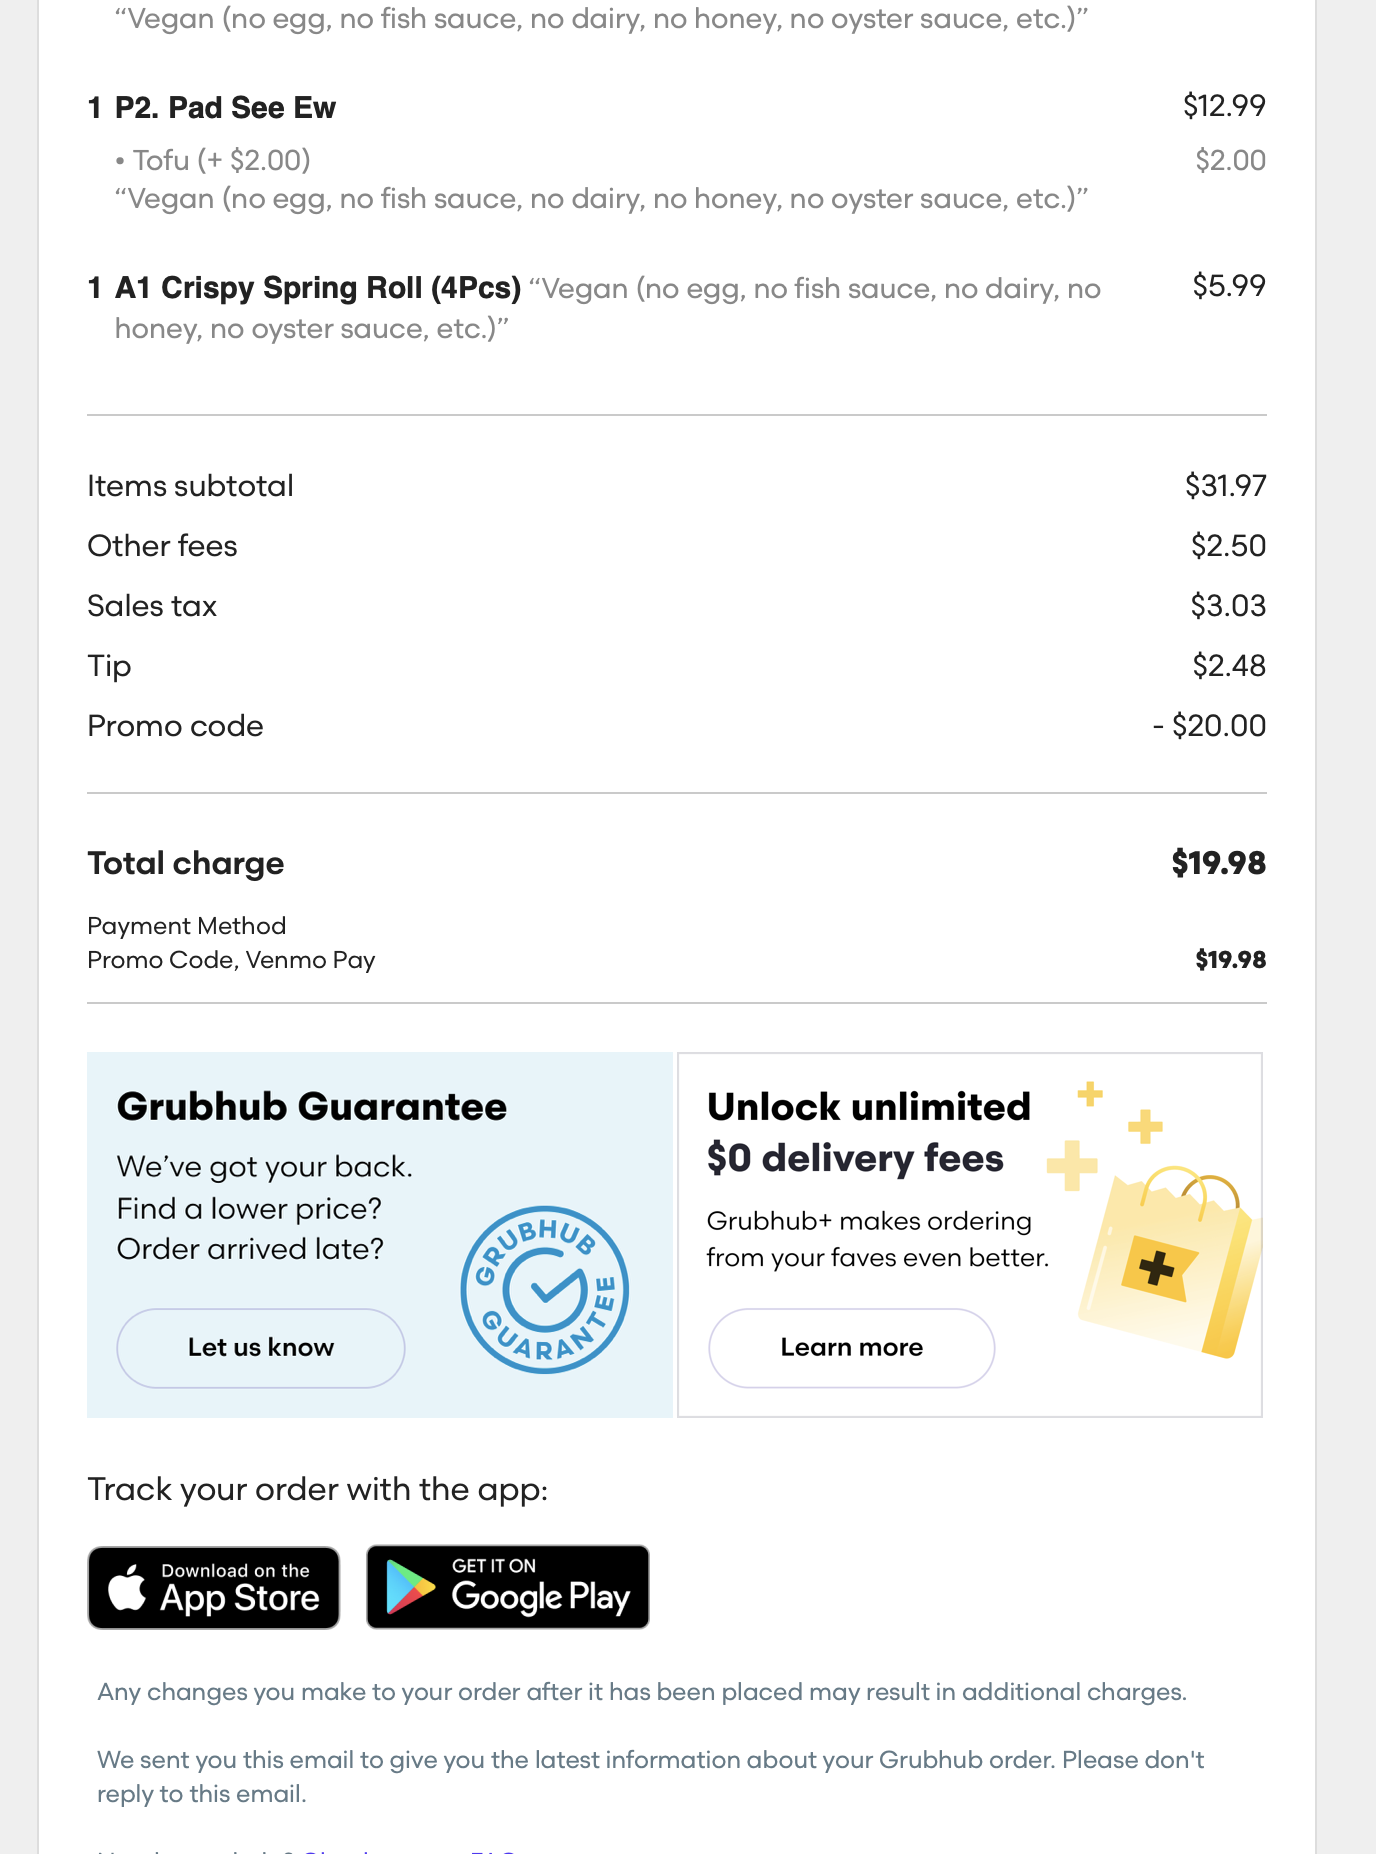 “Vegan (no egg, no fish sauce, no dairy, no honey, no oyster sauce, etc.)”
1 P2. Pad See Ew $12.99
• Tofu (+ $2.00) $2.00
“Vegan (no egg, no fish sauce, no dairy, no honey, no oyster sauce, etc.)”
1 A1 Crispy Spring Roll (4Pcs) “Vegan (no egg, no fish sauce, no dairy, no $5.99
honey, no oyster sauce, etc.)”
Items subtotal $31.97
Other fees $2.50
Sales tax $3.03
Tip $2.48
Promo code - $20.00
Total charge $19.98
Payment Method
Promo Code, Venmo Pay $19.98
Grubhub Guarantee
We’ve got your back.
Find a lower price?
Order arrived late?
Let us know
GRUBHUB
GUARANTEE
Unlock unlimited
$0 delivery fees
Grubhub+ makes ordering
from your faves even better.
Learn more
Track your order with the app:
Download on the
App Store
GET IT ON
Google Play
Any changes you make to your order after it has been placed may result in additional charges.
We sent you this email to give you the latest information about your Grubhub order. Please don't
reply to this email.